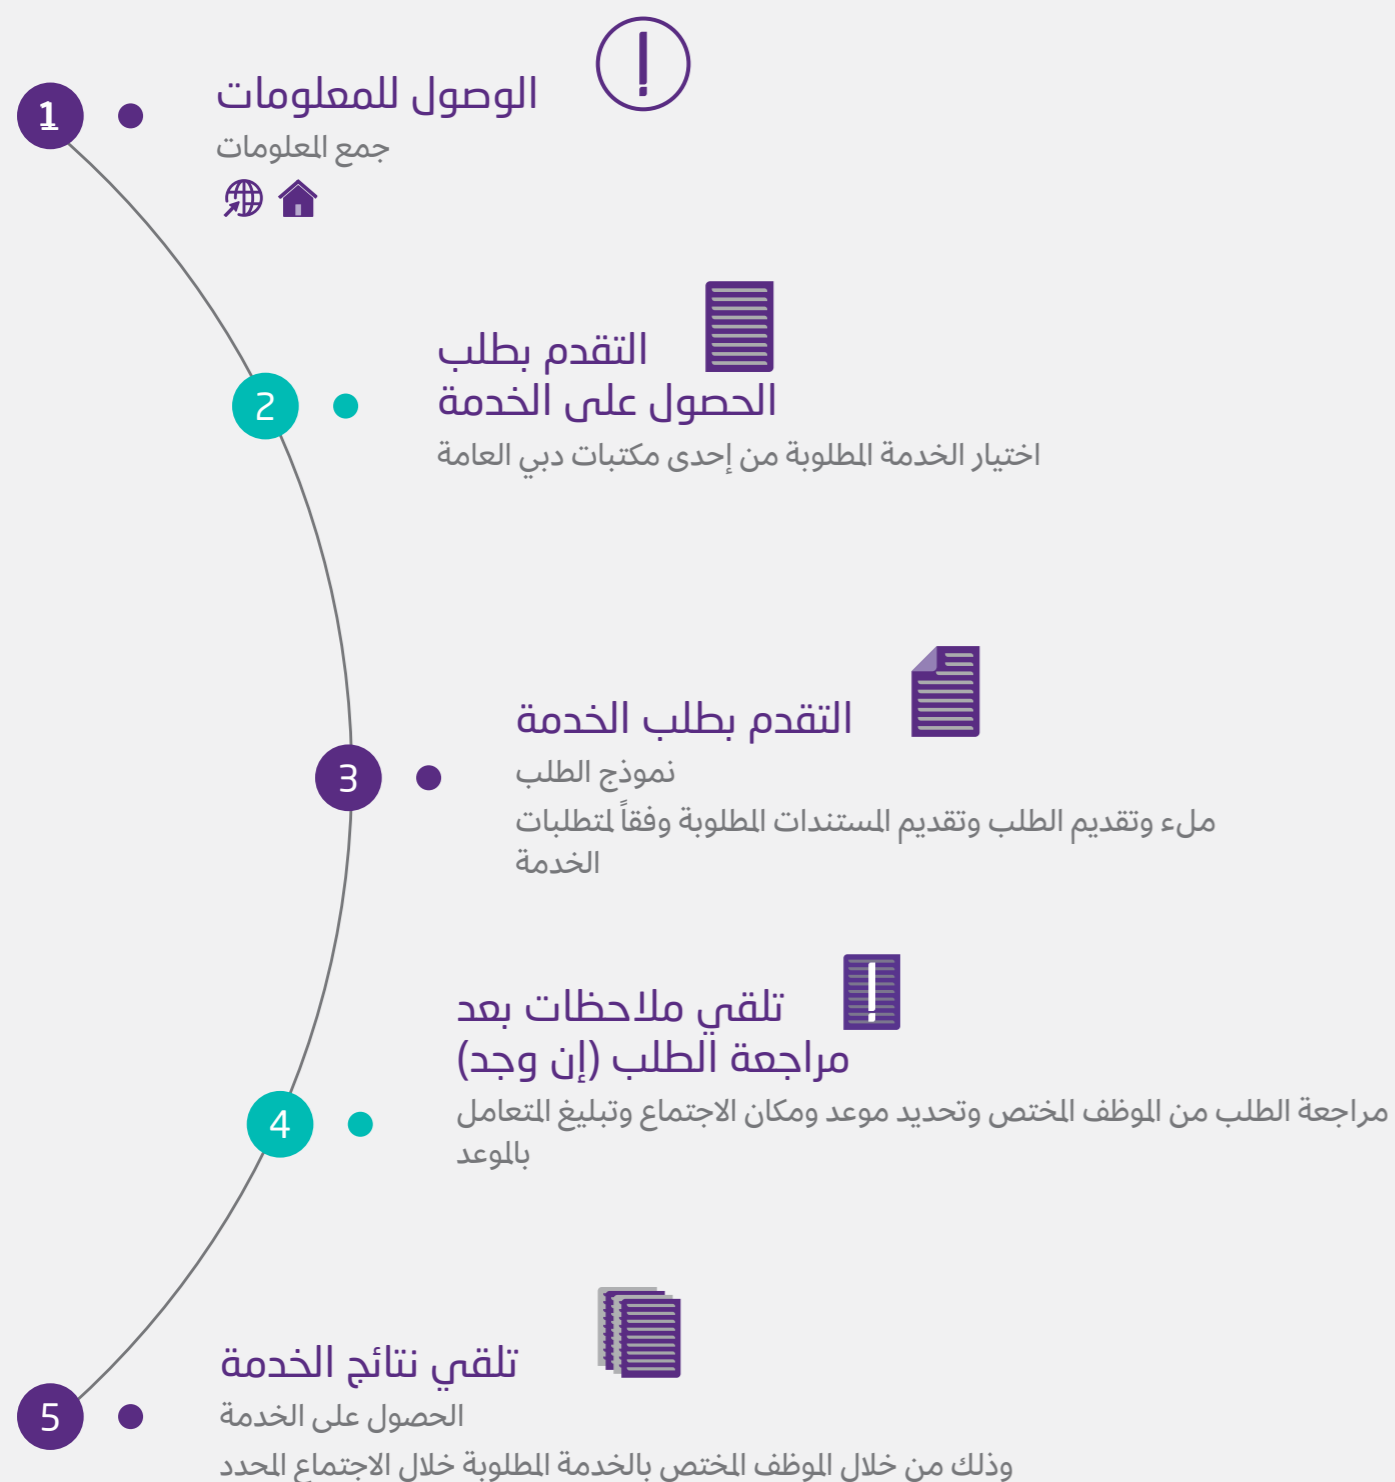 1
الوصول للمعلومات
جمع المعلومات
2
التقدم بطلب
الحصول على الخدمة
اختيار الخدمة المطلوبة من إحدى مكتبات دبي العامة
3
التقدم بطلب الخدمة
نموذج الطلب
ملء وتقديم الطلب وتقديم المستندات المطلوبة وفقاً لمتطلبات
الخدمة
4
تلقي ملاحظات بعد
مراجعة الطلب (إن وجد)
مراجعة الطلب من الموظف المختص وتحديد موعد ومكان الاجتماع وتبليغ المتعامل
بالموعد
5
تلقي نتائج الخدمة
الحصول على الخدمة
وذلك من خلال الموظف المختص بالخدمة المطلوبة خلال الاجتماع المحدد